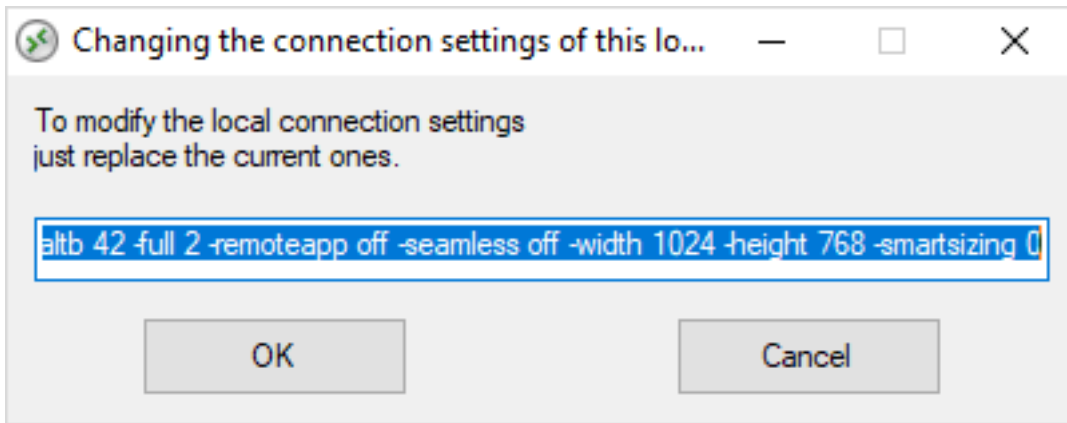 Changing the connection settings of this lo...
To modify the local connection settings
just replace the current ones.
altb 42 -full 2 -remoteapp off -seamless off -width 1024 -height 768 -smartsizing 0
OK
Cancel